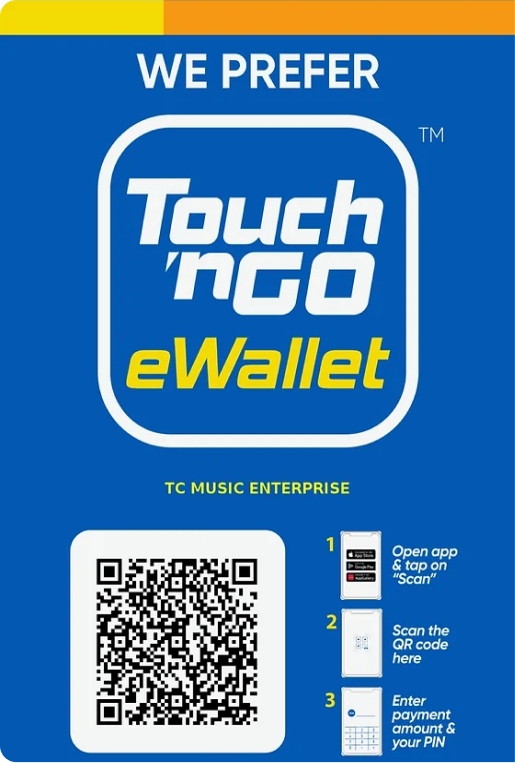 WE PREFER
TM
Touch
'nGO
eWallet
TC MUSIC ENTERPRISE
1
Open app
& tap on
“Scan”
2
Scan the
QR code
here
3
Enter
payment
amount &
your PIN